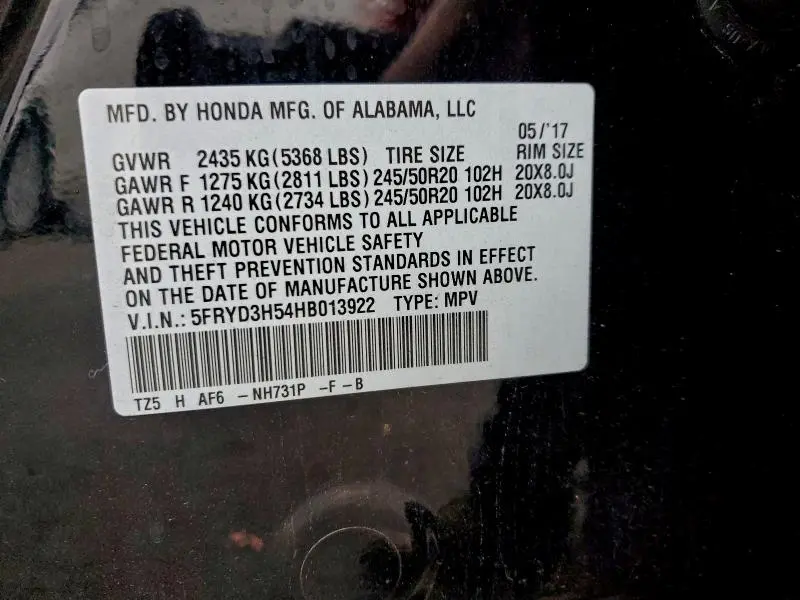 MFD. BY HONDA MFG. OF ALABAMA, LLC
05/'17
GVWR 2435 KG(5368 LBS) TIRE SIZE RIM SIZE
GAWR F 1275 KG(2811 LBS) 245/50R20 102H 20X8.0J
GAWR R 1240 KG(2734 LBS) 245/50R20 102H 20X8.0J
THIS VEHICLE CONFORMS TO ALL APPLICABLE
FEDERAL MOTOR VEHICLE SAFETY
AND THEFT PREVENTION STANDARDS IN EFFECT
ON THE DATE OF MANUFACTURE SHOWN ABOVE.
V.I.N.: 5FRYD3H54HB013922 TYPE: MPV
TZ5 H AF6 -NH731P -F-B